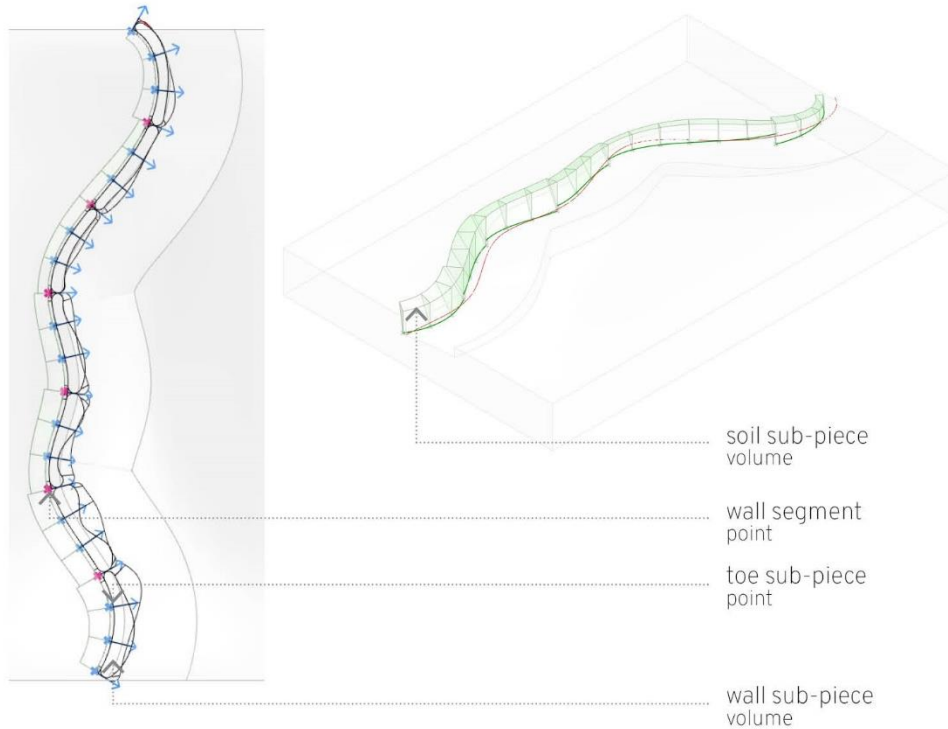 soil sub-piece
volume
wall segment
point
toe sub-piece
point
wall sub-piece
volume